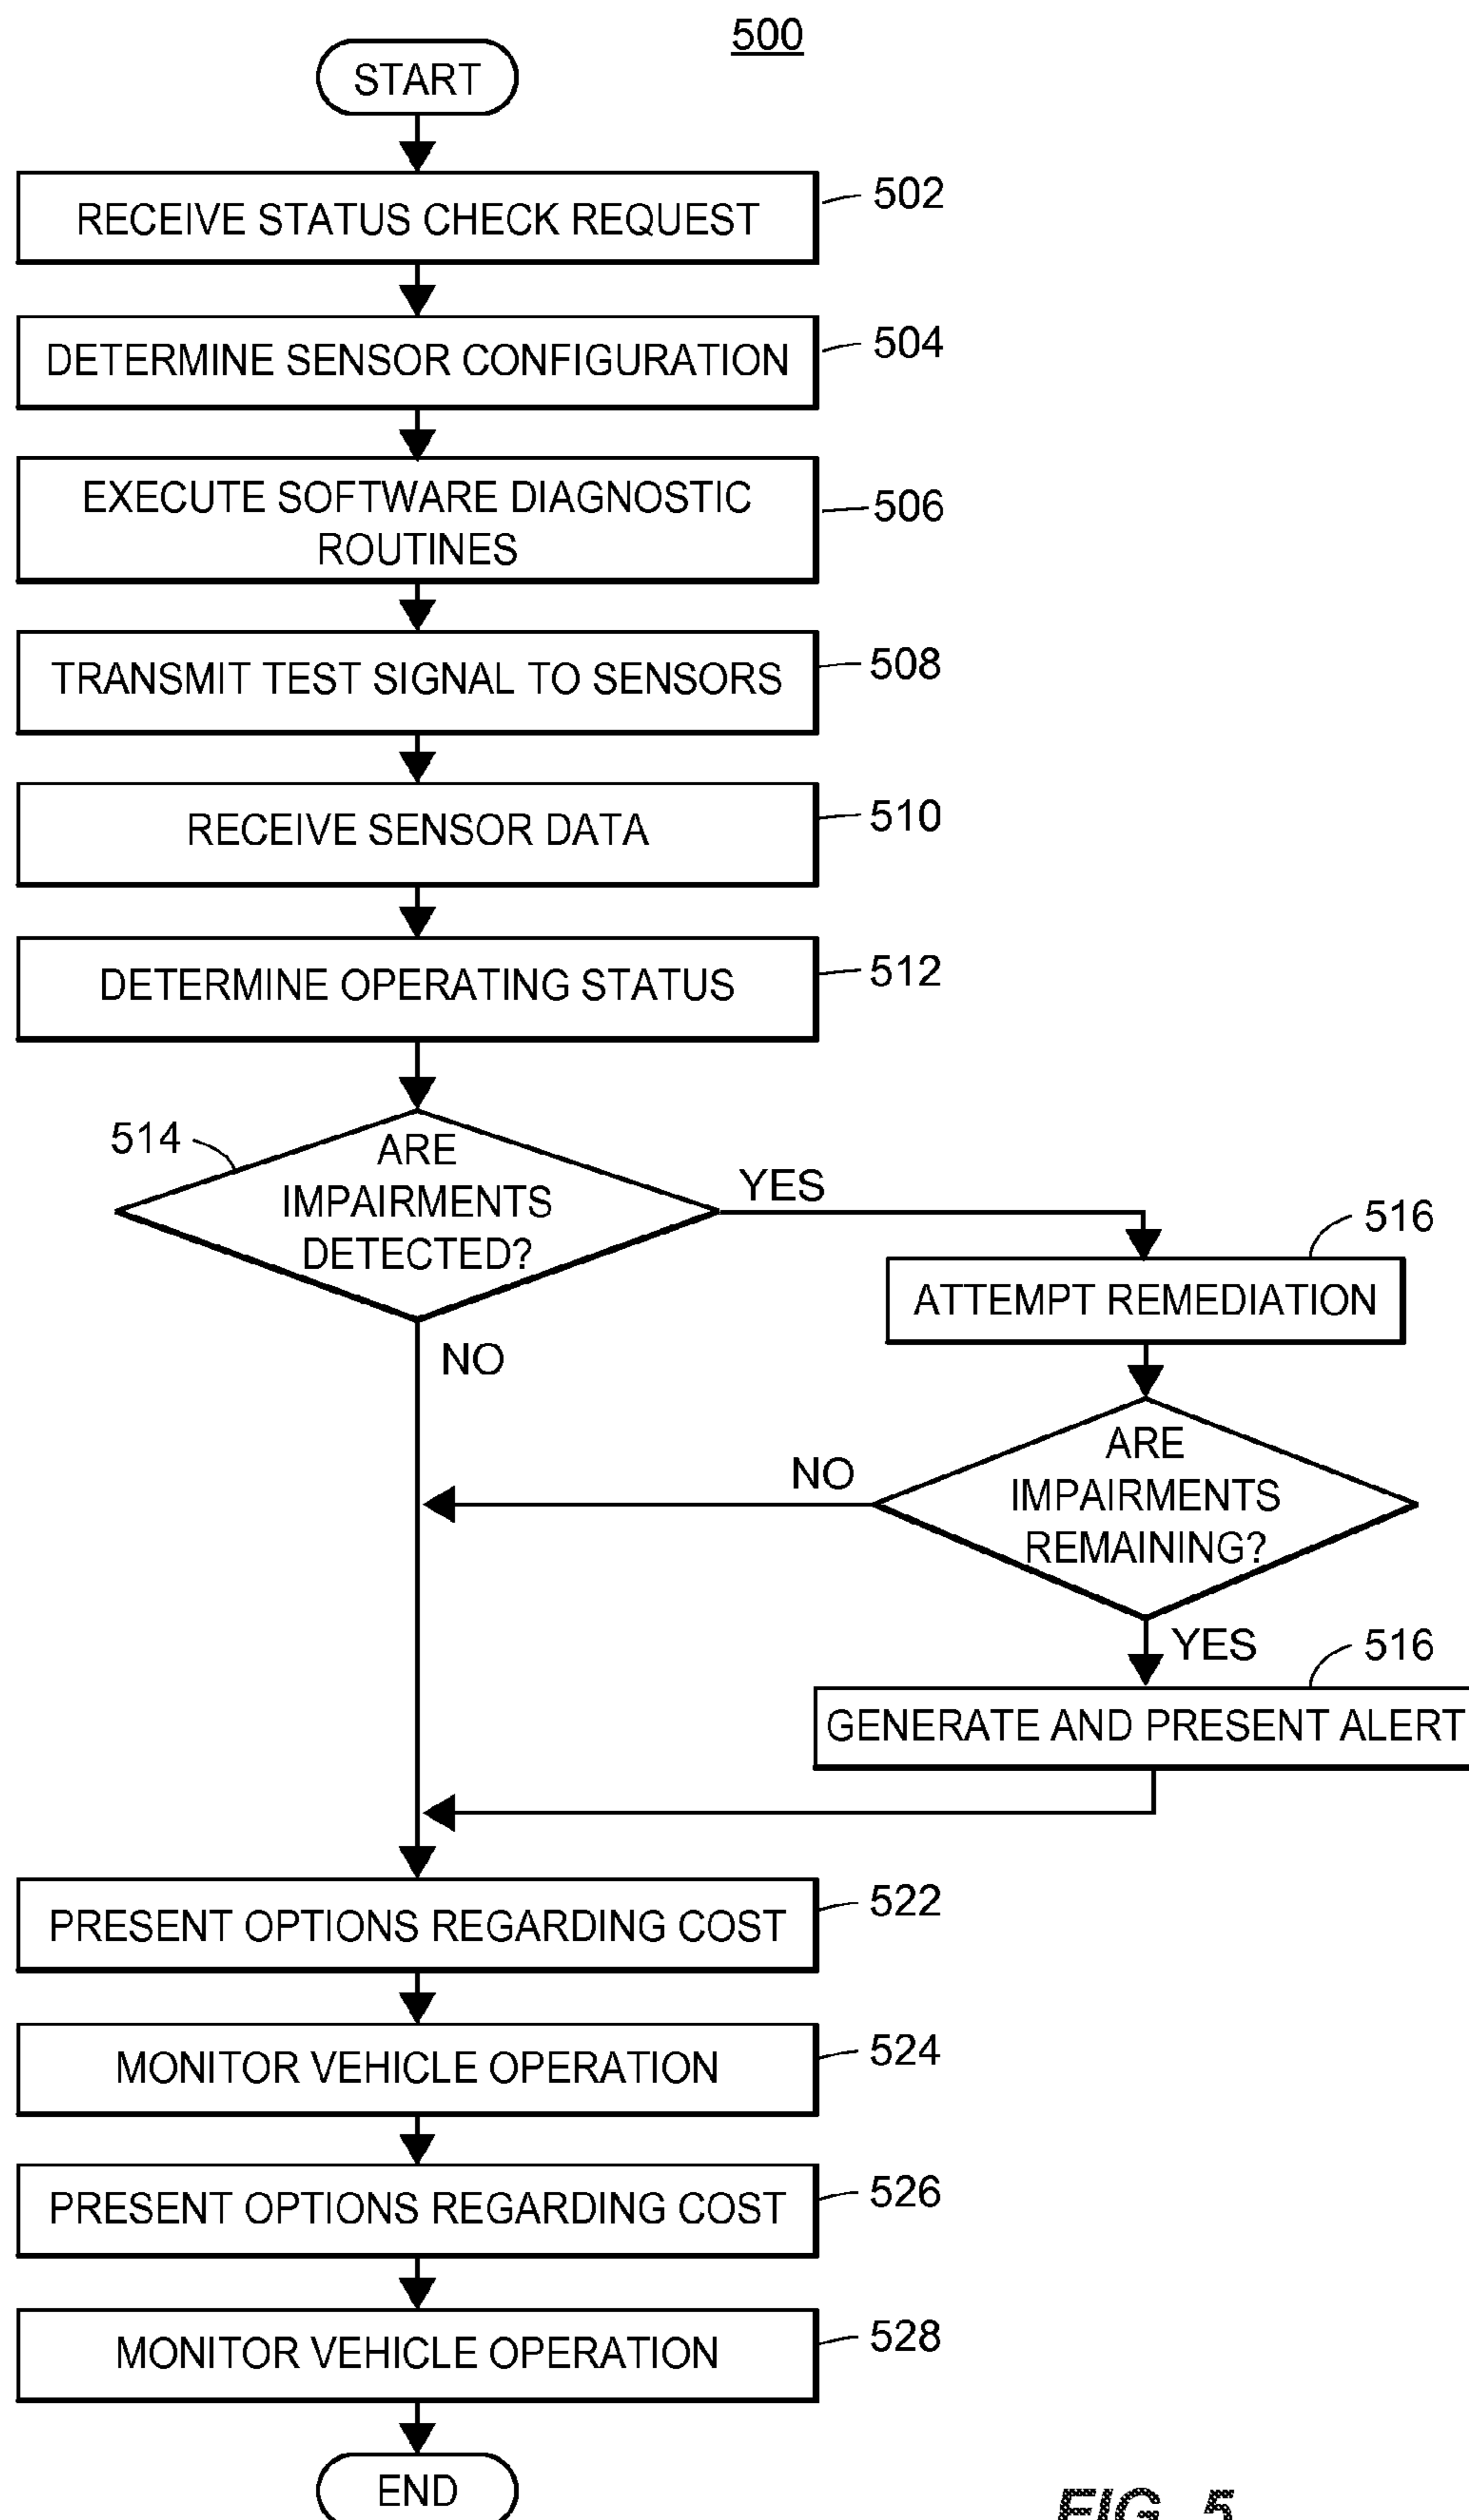 500
START
RECEIVE STATUS CHECK REQUEST
502
DETERMINE SENSOR CONFIGURATION
504
EXECUTE SOFTWARE DIAGNOSTIC
ROUTINES
506
TRANSMIT TEST SIGNAL TO SENSORS
508
RECEIVE SENSOR DATA
510
DETERMINE OPERATING STATUS
512
514
ARE
IMPAIRMENTS
DETECTED?
YES
NO
516
ATTEMPT REMEDIATION
ARE
IMPAIRMENTS
REMAINING?
NO
YES
516
GENERATE AND PRESENT ALERT
PRESENT OPTIONS REGARDING COST
522
MONITOR VEHICLE OPERATION
524
PRESENT OPTIONS REGARDING COST
526
MONITOR VEHICLE OPERATION
528
END
FIG. 5